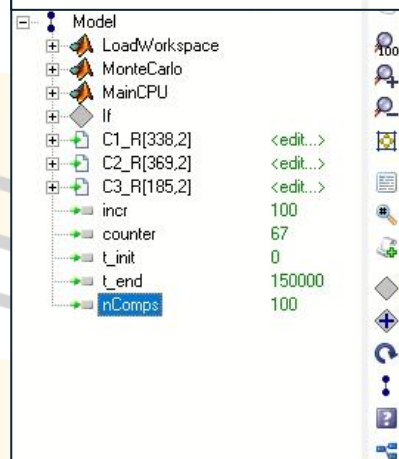 Model
LoadWorkspace
MonteCarlo
MainCPU
If
C1_R[338,2] <edit...>
C2_R[369,2] <edit...>
C3_R[185,2] <edit...>
incr 100
counter 67
t_init 0
t_end 150000
nComps 100
100